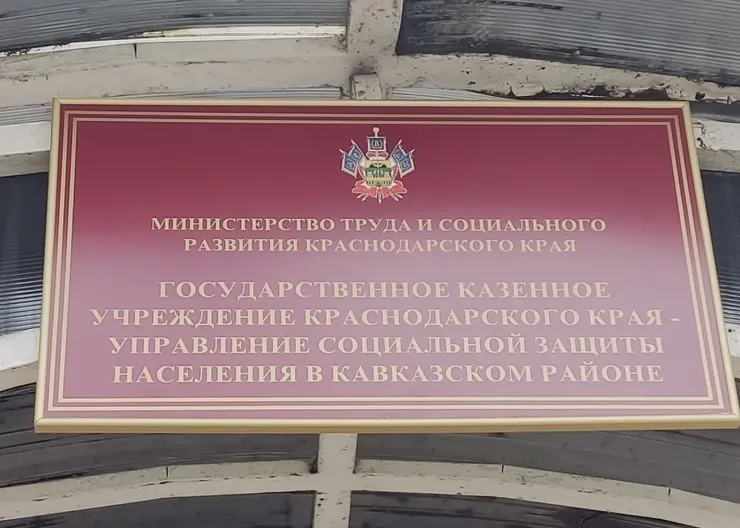 МИНИСТЕРСТВО ТРУДА И СОЦИАЛЬНОГО
РАЗВИТИЯ КРАСНОДАРСКОГО КРАЯ
ГОСУДАРСТВЕННОЕ КАЗЕННОЕ
УЧРЕЖДЕНИЕ КРАСНОДАРСКОГО КРАЯ -
УПРАВЛЕНИЕ СОЦИАЛЬНОЙ ЗАЩИТЫ
НАСЕЛЕНИЯ В КАВКАЗСКОМ РАЙОНЕ